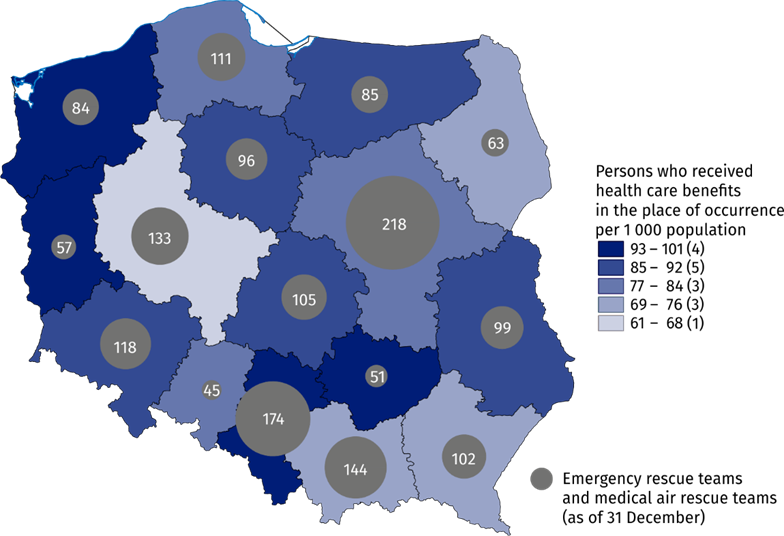 111
84
85
96
63
133
218
57
105
118
99
45
51
174
144
102
Persons who received
health care benefits
in the place of occurrence
per 1 000 population
93 – 101 (4)
85 – 92 (5)
77 – 84 (3)
69 – 76 (3)
61 – 68 (1)
Emergency rescue teams
and medical air rescue teams
(as of 31 December)